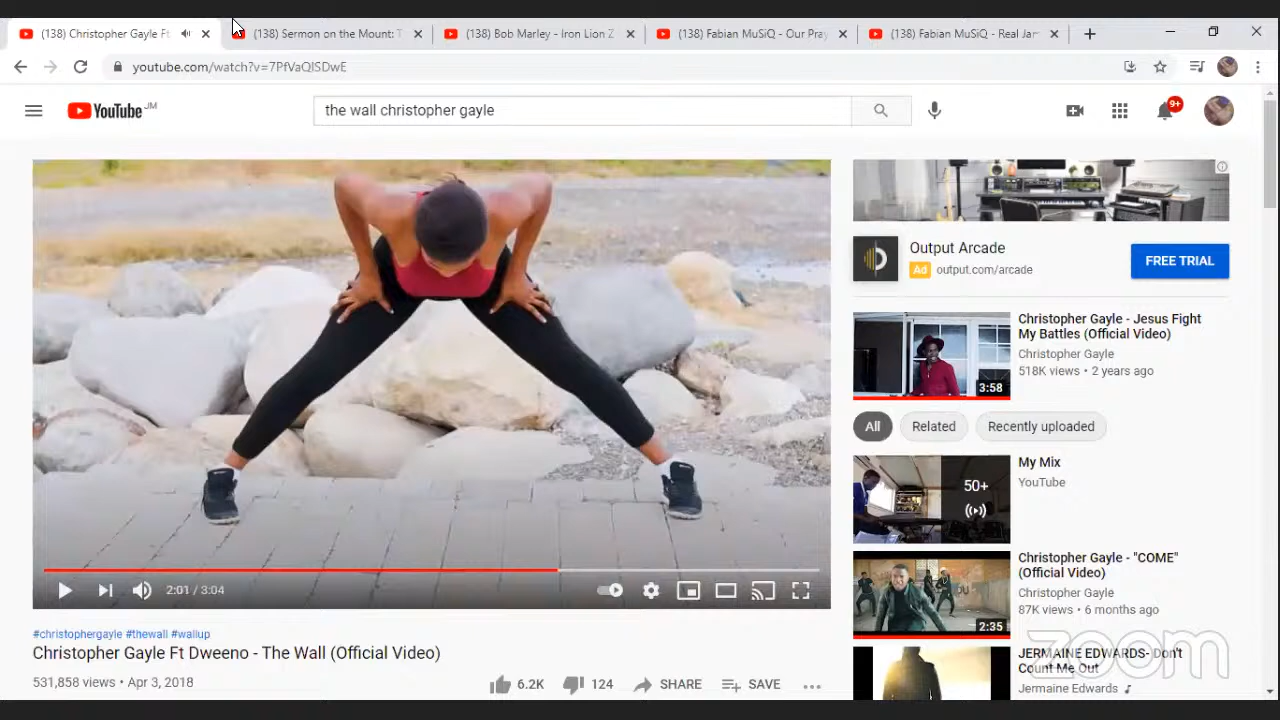 (138) Christopher Gayle Ft
(138) Sermon on the Mount: T
(138) Bob Marley - Iron Lion Z
(138) Fabian MuSiQ - Our Pray
(138) Fabian MuSiQ - Real Jam
youtube.com/watch?v=7PfVaQlSDwE
YouTube JM
the wall christopher gayle
9+
Output Arcade
Ad output.com/arcade
FREE TRIAL
Christopher Gayle - Jesus Fight
My Battles (Official Video)
Christopher Gayle
518K views • 2 years ago
3:58
All
Related
Recently uploaded
My Mix
YouTube
50+
Christopher Gayle - "COME"
(Official Video)
Christopher Gayle
87K views • 6 months ago
2:35
JERMAINE EDWARDS- Don't
Count Me Out
Jermaine Edwards
zoom
2:01 / 3:04
#christophergayle #thewall #wallup
Christopher Gayle Ft Dweeno - The Wall (Official Video)
531,858 views • Apr 3, 2018
6.2K
124
SHARE
SAVE